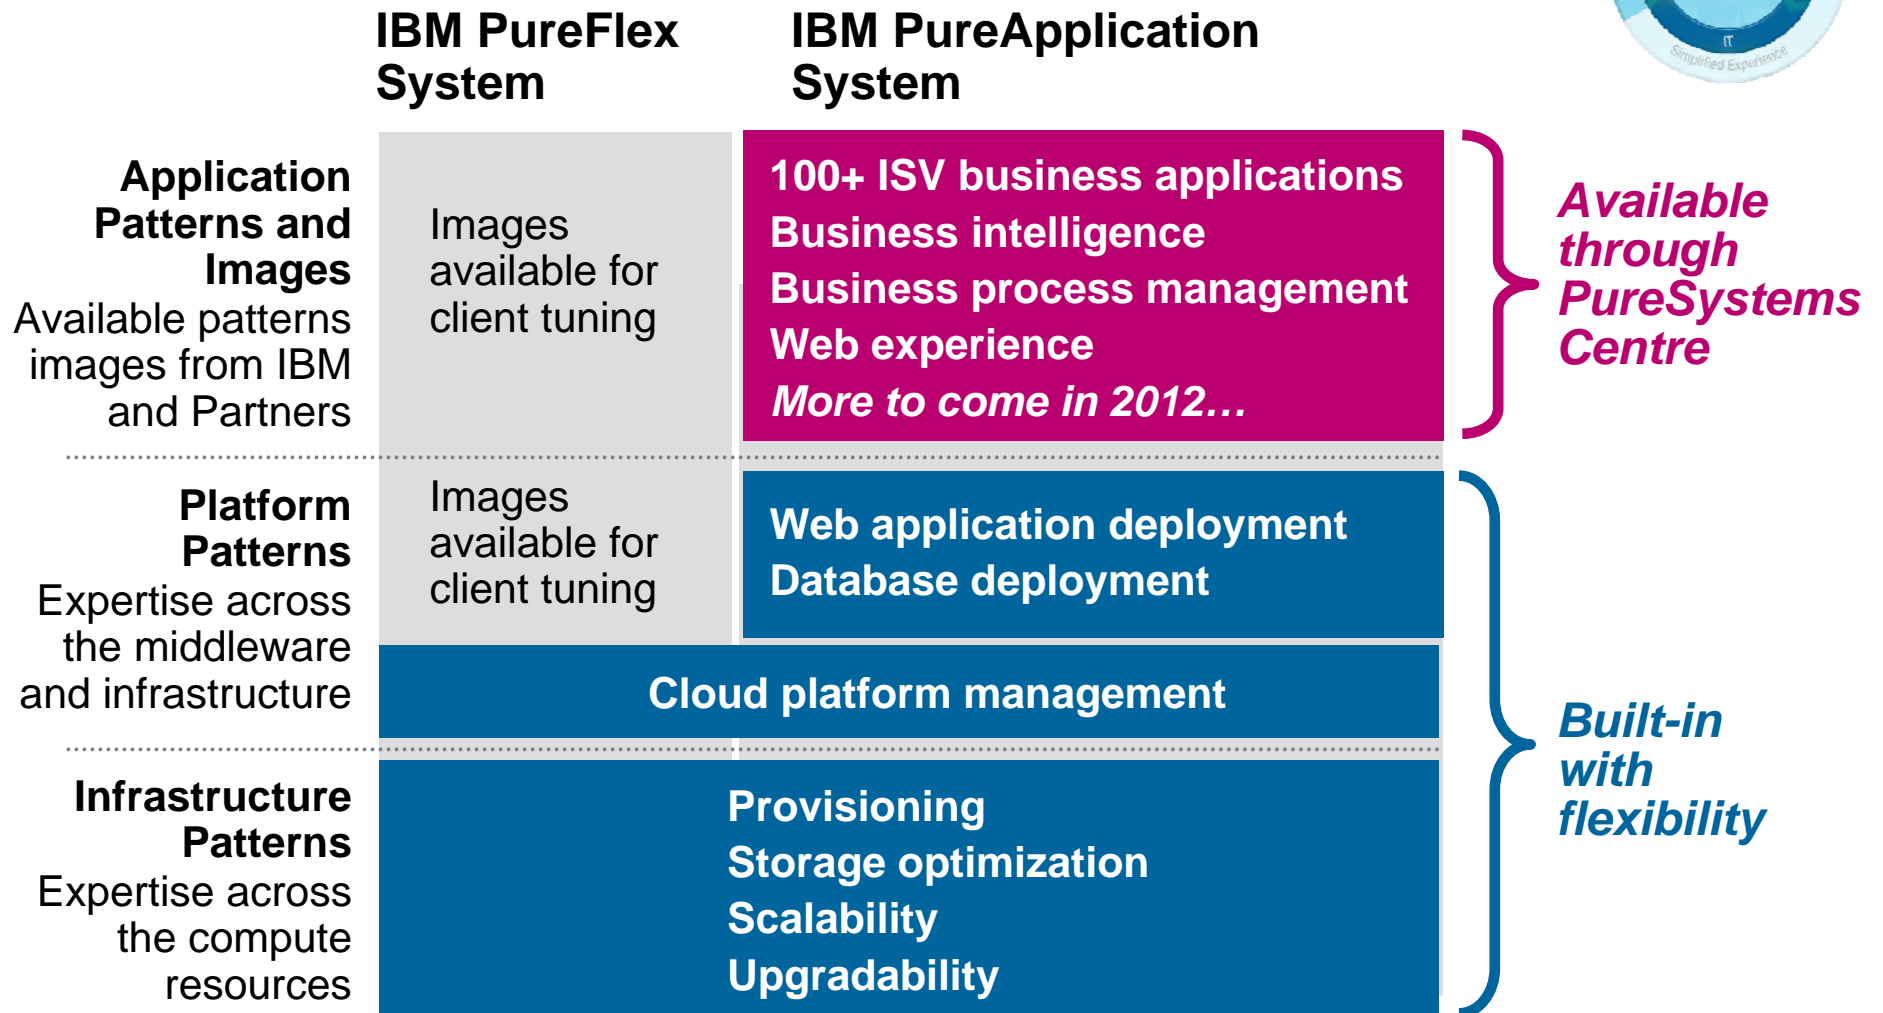 IBM PureFlex
System
IBM PureApplication
System
IT
Simplified Experience
Application
Patterns and
Images
Available patterns
images from IBM
and Partners
Images
available for
client tuning
100+ ISV business applications
Business intelligence
Business process management
Web experience
More to come in 2012…
Available
through
PureSystems
Centre
Platform
Patterns
Expertise across
the middleware
and infrastructure
Images
available for
client tuning
Web application deployment
Database deployment
Cloud platform management
Built-in
with
flexibility
Infrastructure
Patterns
Expertise across
the compute
resources
Provisioning
Storage optimization
Scalability
Upgradability